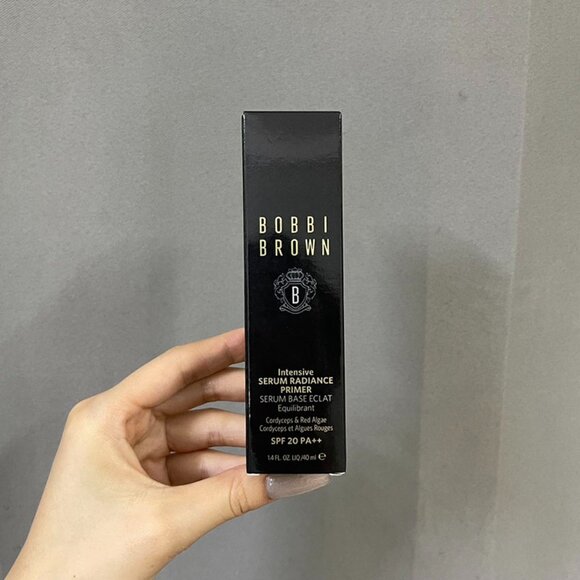 BOBBI
BROWN
B
Intensive
SERUM RADIANCE
PRIMER
SERUM BASE ECLAT
Equilibrant
Cordyceps & Red Algae
Cordyceps et Algues Rouges
SPF 20 PA++
1.4 FL. OZ. LIQ./40 ml ℮